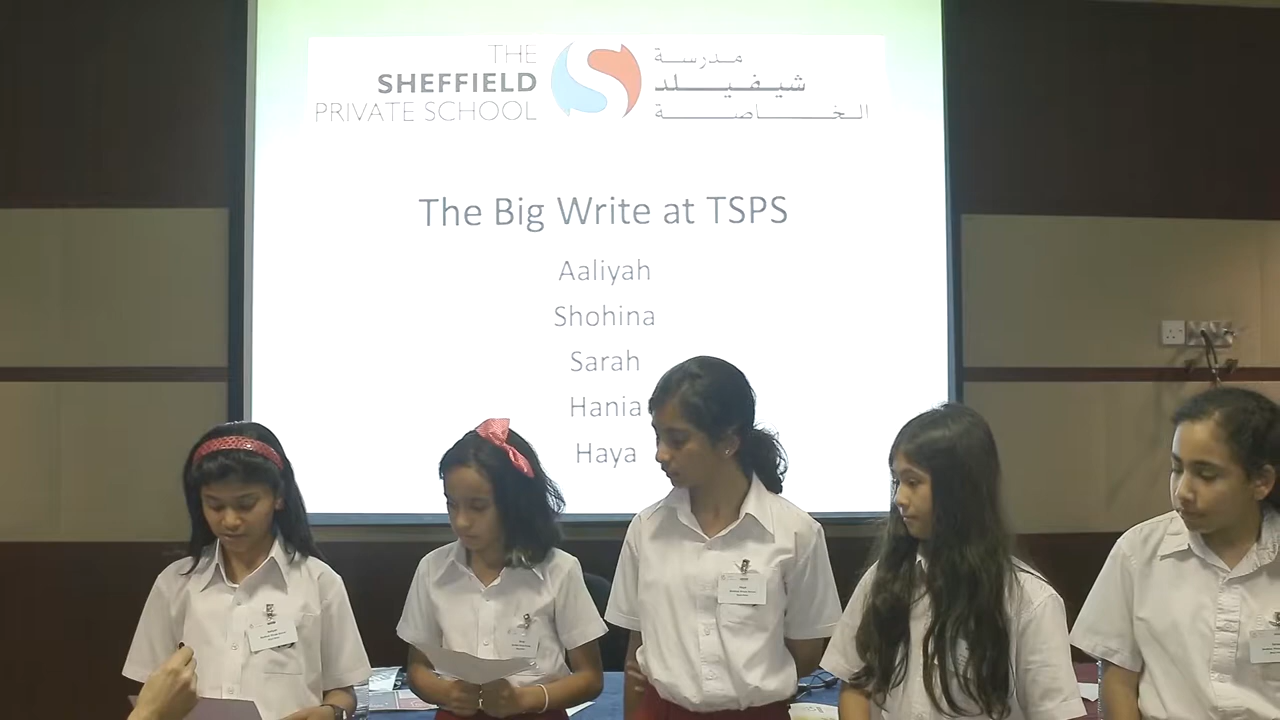 THE
SHEFFIELD
PRIVATE SCHOOL
مدرسة
شيفيلد
الخاصة
The Big Write at TSPS
Aaliyah
Shohina
Sarah
Hania
Haya